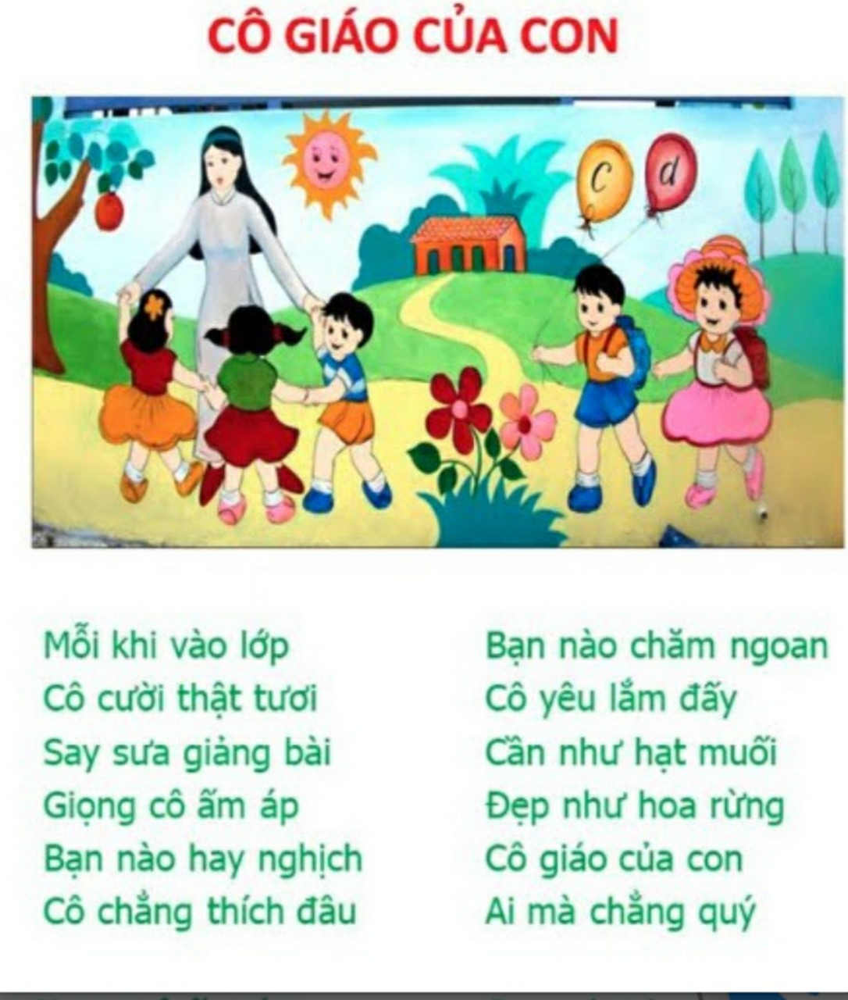 CÔ GIÁO CỦA CON
C
d
Mỗi khi vào lớp
Cô cười thật tươi
Say sưa giảng bài
Giọng cô ấm áp
Bạn nào hay nghịch
Cô chẳng thích đâu
Bạn nào chăm ngoan
Cô yêu lắm đấy
Cần như hạt muối
Đẹp như hoa rừng
Cô giáo của con
Ai mà chẳng quý